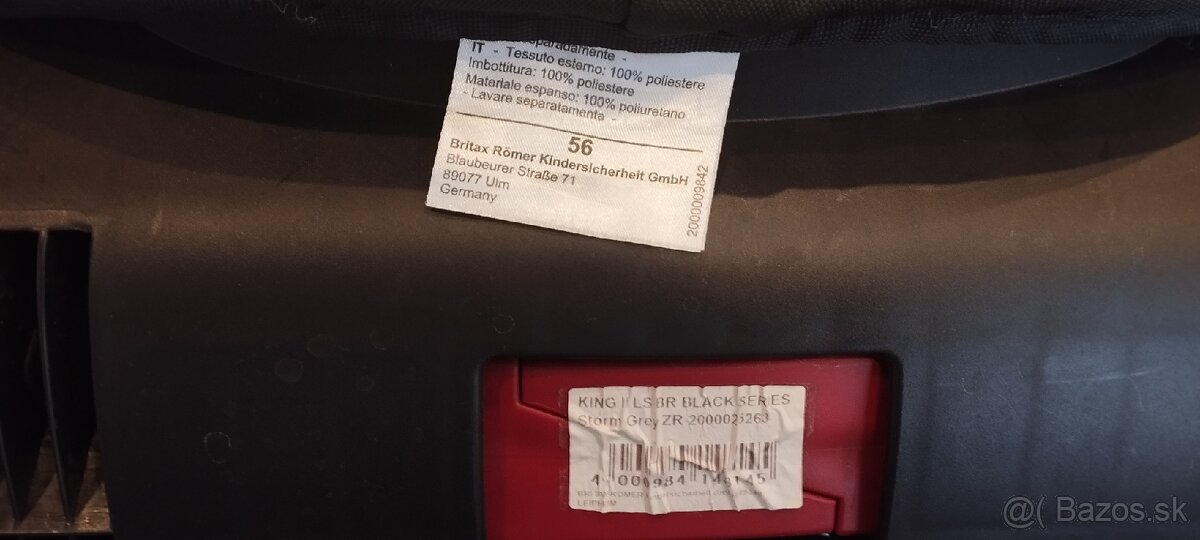 IT - Tessuto esterno: 100% poliestere
Imbottitura: 100% poliestere
Materiale espanso: 100% poliuretano
- Lavare separatamente -
56
Britax Römer Kindersicherheit GmbH
Blaubeurer Straße 71
89077 Ulm
Germany
2000009842
KING II LS BR BLACK SERIES
Storm Grey ZR
LEIPHEIM
@( Bazos.sk